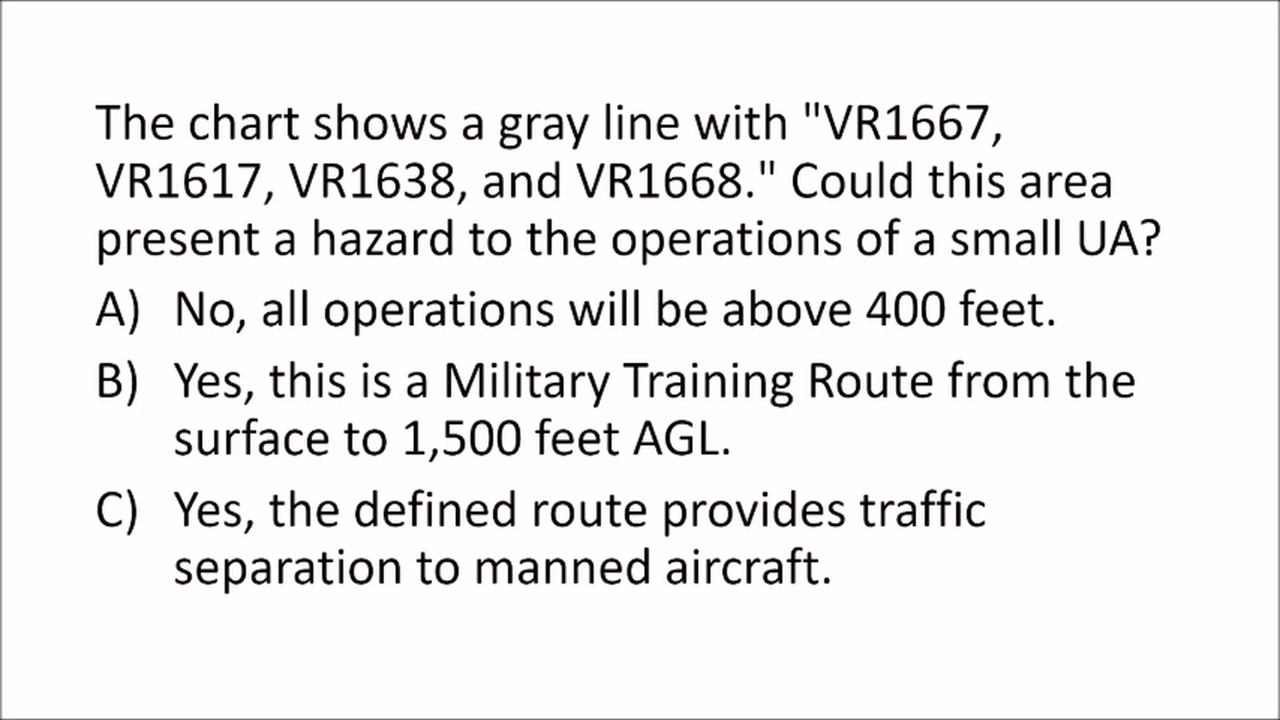 The chart shows a gray line with "VR1667,
VR1617, VR1638, and VR1668." Could this area
present a hazard to the operations of a small UA?
A) No, all operations will be above 400 feet.
B) Yes, this is a Military Training Route from the
surface to 1,500 feet AGL.
C) Yes, the defined route provides traffic
separation to manned aircraft.